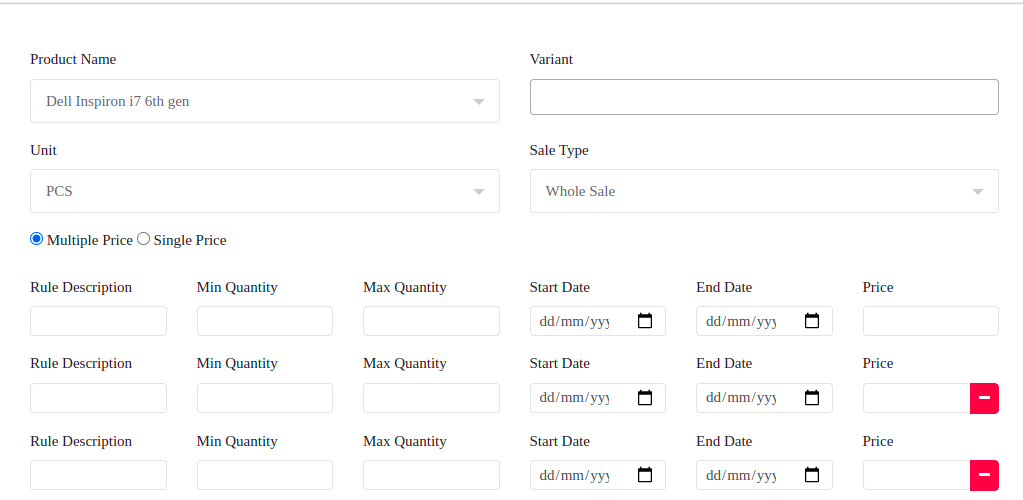 Product Name Variant
Dell Inspiron i7 6th gen
Unit Sale Type
PCS Whole Sale
Multiple Price Single Price
Rule Description Min Quantity Max Quantity Start Date End Date Price
dd/mm/yyy dd/mm/yyy
Rule Description Min Quantity Max Quantity Start Date End Date Price
dd/mm/yyy dd/mm/yyy
Rule Description Min Quantity Max Quantity Start Date End Date Price
dd/mm/yyy dd/mm/yyy